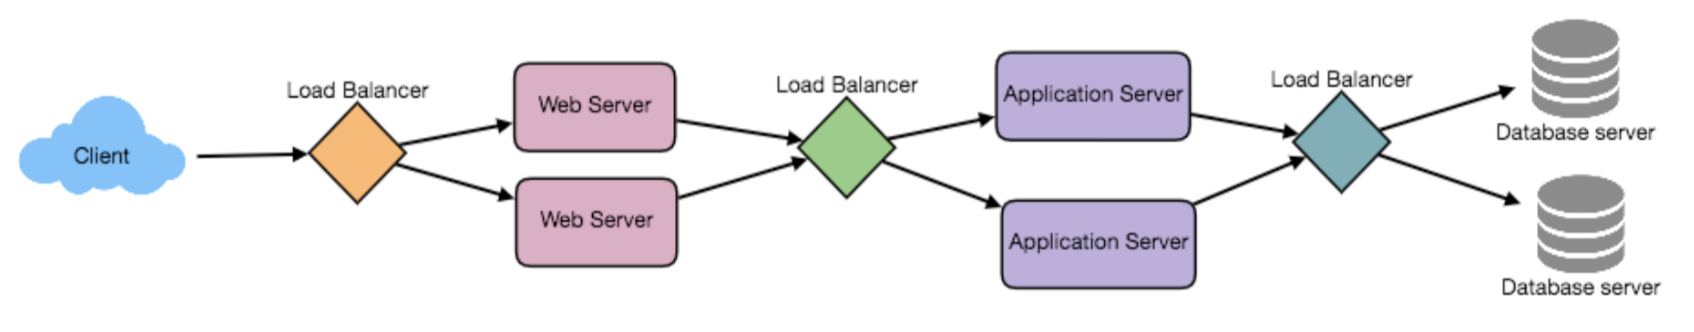 Client
Load Balancer
Web Server
Web Server
Load Balancer
Application Server
Application Server
Load Balancer
Database server
Database server